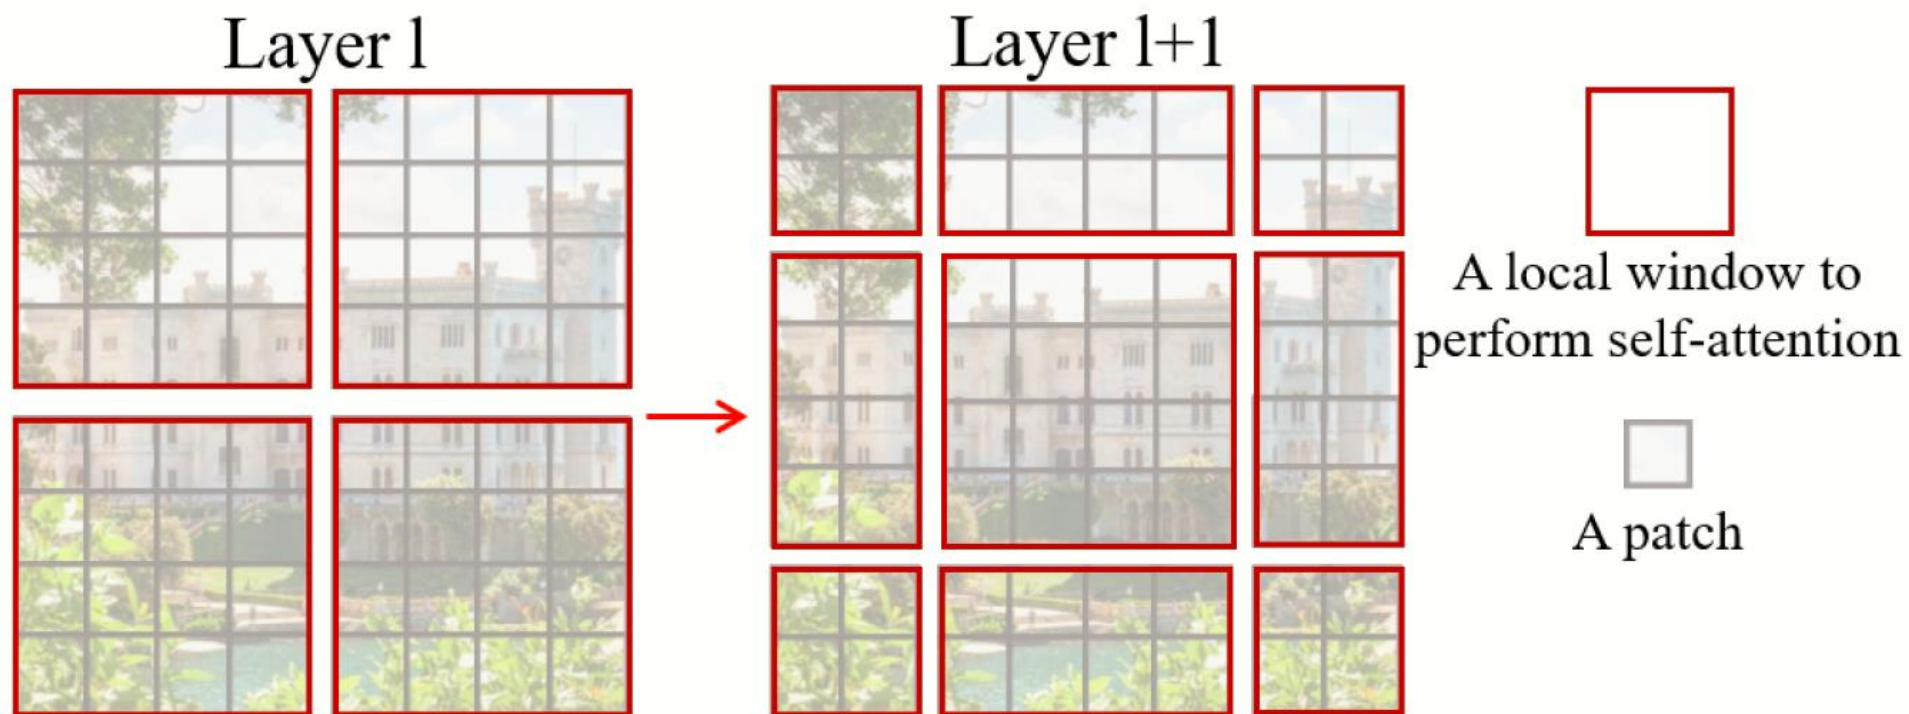 Layer l
Layer l+1
A local window to
perform self-attention
A patch